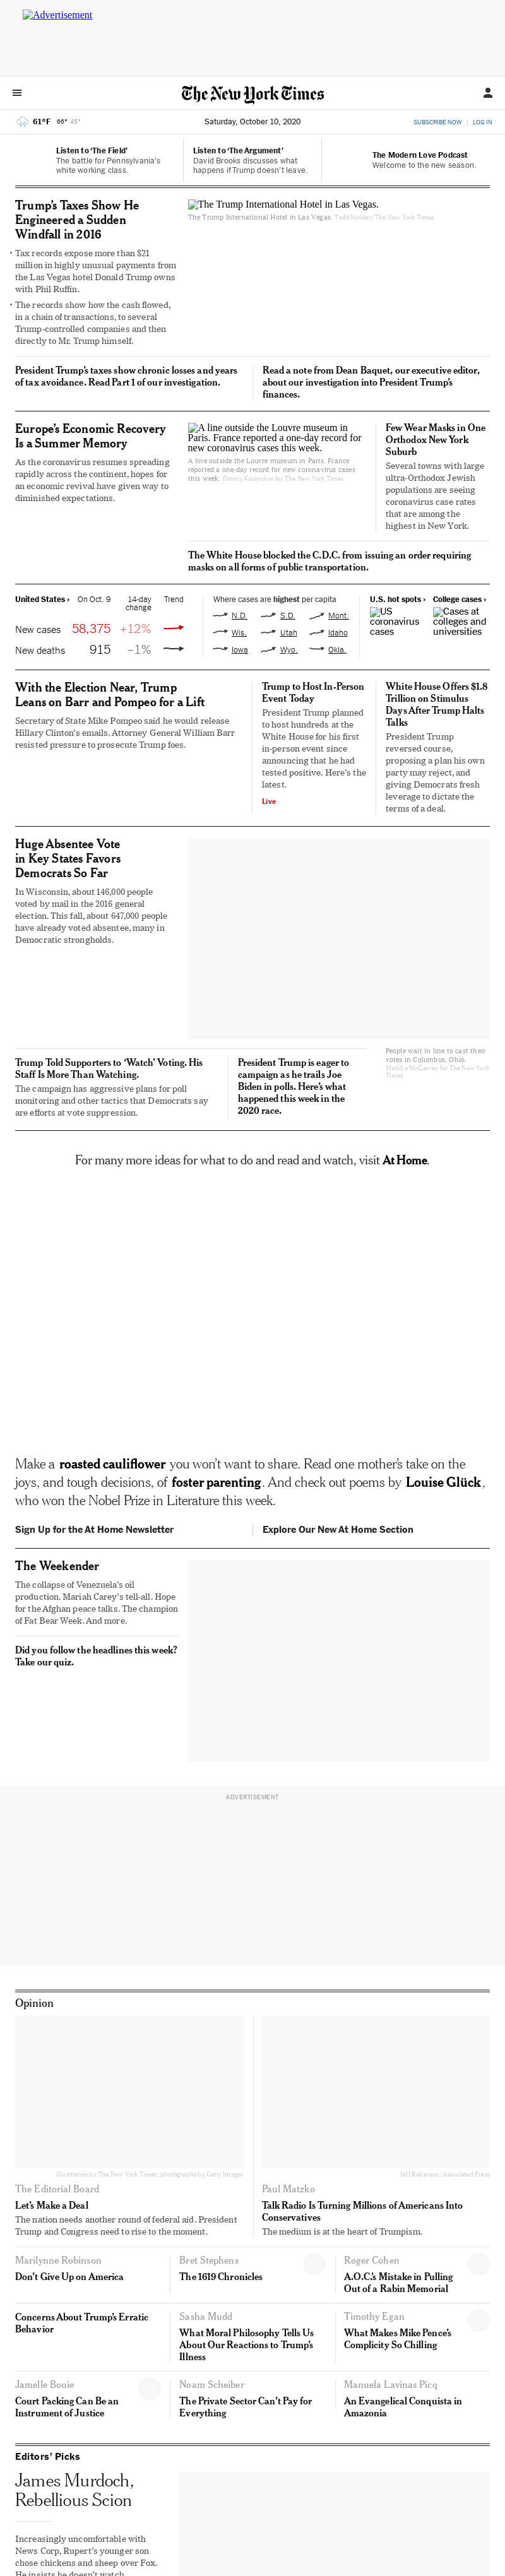 Advertisement
The New York Times
61°F 66° 45°
Saturday, October 10, 2020
SUBSCRIBE NOW LOG IN
Listen to ‘The Field’
The battle for Pennsylvania’s
white working class.
Listen to ‘The Argument’
David Brooks discusses what
happens if Trump doesn’t leave.
The Modern Love Podcast
Welcome to the new season.
Trump’s Taxes Show He
Engineered a Sudden
Windfall in 2016
• Tax records expose more than $21
million in highly unusual payments from
the Las Vegas hotel Donald Trump owns
with Phil Ruffin.
• The records show how the cash flowed,
in a chain of transactions, to several
Trump-controlled companies and then
directly to Mr. Trump himself.
The Trump International Hotel in Las Vegas.
The Trump International Hotel in Las Vegas. Todd Heisler/The New York Times
President Trump’s taxes show chronic losses and years
of tax avoidance. Read Part 1 of our investigation.
Read a note from Dean Baquet, our executive editor,
about our investigation into President Trump’s
finances.
Europe’s Economic Recovery
Is a Summer Memory
As the coronavirus resumes spreading
rapidly across the continent, hopes for
an economic revival have given way to
diminished expectations.
A line outside the Louvre museum in
Paris. France reported a one-day record for
new coronavirus cases this week.
A line outside the Louvre museum in Paris. France
reported a one-day record for new coronavirus cases
this week. Dmitry Kostyukov for The New York Times
Few Wear Masks in One
Orthodox New York
Suburb
Several towns with large
ultra-Orthodox Jewish
populations are seeing
coronavirus case rates
that are among the
highest in New York.
The White House blocked the C.D.C. from issuing an order requiring
masks on all forms of public transportation.
United States › On Oct. 9 14-day
change Trend
New cases 58,375 +12%
New deaths 915 –1%
Where cases are highest per capita
N.D. S.D. Mont.
Wis. Utah Idaho
Iowa Wyo. Okla.
U.S. hot spots ›
US
coronavirus
cases
College cases ›
Cases at
colleges and
universities
With the Election Near, Trump
Leans on Barr and Pompeo for a Lift
Secretary of State Mike Pompeo said he would release
Hillary Clinton’s emails. Attorney General William Barr
resisted pressure to prosecute Trump foes.
Trump to Host In-Person
Event Today
President Trump planned
to host hundreds at the
White House for his first
in-person event since
announcing that he had
tested positive. Here’s the
latest.
Live
White House Offers $1.8
Trillion on Stimulus
Days After Trump Halts
Talks
President Trump
reversed course,
proposing a plan his own
party may reject, and
giving Democrats fresh
leverage to dictate the
terms of a deal.
Huge Absentee Vote
in Key States Favors
Democrats So Far
In Wisconsin, about 146,000 people
voted by mail in the 2016 general
election. This fall, about 647,000 people
have already voted absentee, many in
Democratic strongholds.
People wait in line to cast their
votes in Columbus, Ohio.
Maddie McGarvey for The New York
Times
Trump Told Supporters to ‘Watch’ Voting. His
Staff Is More Than Watching.
The campaign has aggressive plans for poll
monitoring and other tactics that Democrats say
are efforts at vote suppression.
President Trump is eager to
campaign as he trails Joe
Biden in polls. Here’s what
happened this week in the
2020 race.
For many more ideas for what to do and read and watch, visit At Home.
Make a roasted cauliflower you won’t want to share. Read one mother’s take on the
joys, and tough decisions, of foster parenting. And check out poems by Louise Glück,
who won the Nobel Prize in Literature this week.
Sign Up for the At Home Newsletter
Explore Our New At Home Section
The Weekender
The collapse of Venezuela’s oil
production. Mariah Carey’s tell-all. Hope
for the Afghan peace talks. The champion
of Fat Bear Week. And more.
Did you follow the headlines this week?
Take our quiz.
ADVERTISEMENT
Opinion
Illustration by The New York Times; photographs by Getty Images
The Editorial Board
Let’s Make a Deal
The nation needs another round of federal aid. President
Trump and Congress need to rise to the moment.
Jeff Roberson/Associated Press
Paul Matzko
Talk Radio Is Turning Millions of Americans Into
Conservatives
The medium is at the heart of Trumpism.
Marilynne Robinson
Don’t Give Up on America
Bret Stephens
The 1619 Chronicles
Roger Cohen
A.O.C.’s Mistake in Pulling
Out of a Rabin Memorial
Concerns About Trump’s Erratic
Behavior
Sasha Mudd
What Moral Philosophy Tells Us
About Our Reactions to Trump’s
Illness
Timothy Egan
What Makes Mike Pence’s
Complicity So Chilling
Jamelle Bouie
Court Packing Can Be an
Instrument of Justice
Noam Scheiber
The Private Sector Can’t Pay for
Everything
Manuela Lavinas Picq
An Evangelical Conquista in
Amazonia
Editors’ Picks
James Murdoch,
Rebellious Scion
Increasingly uncomfortable with
News Corp, Rupert’s younger son
chose chickens and sheep over Fox.
He insists he doesn’t watch